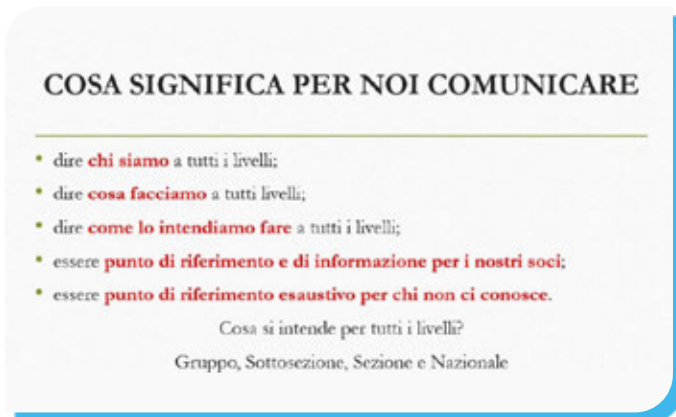 COSA SIGNIFICA PER NOI COMUNICARE
• dire chi siamo a tutti i livelli;
• dire cosa facciamo a tutti livelli;
• dire come lo intendiamo fare a tutti i livelli;
• essere punto di riferimento e di informazione per i nostri soci;
• essere punto di riferimento esaustivo per chi non ci conosce.
Cosa si intende per tutti i livelli?
Gruppo, Sottosezione, Sezione e Nazionale